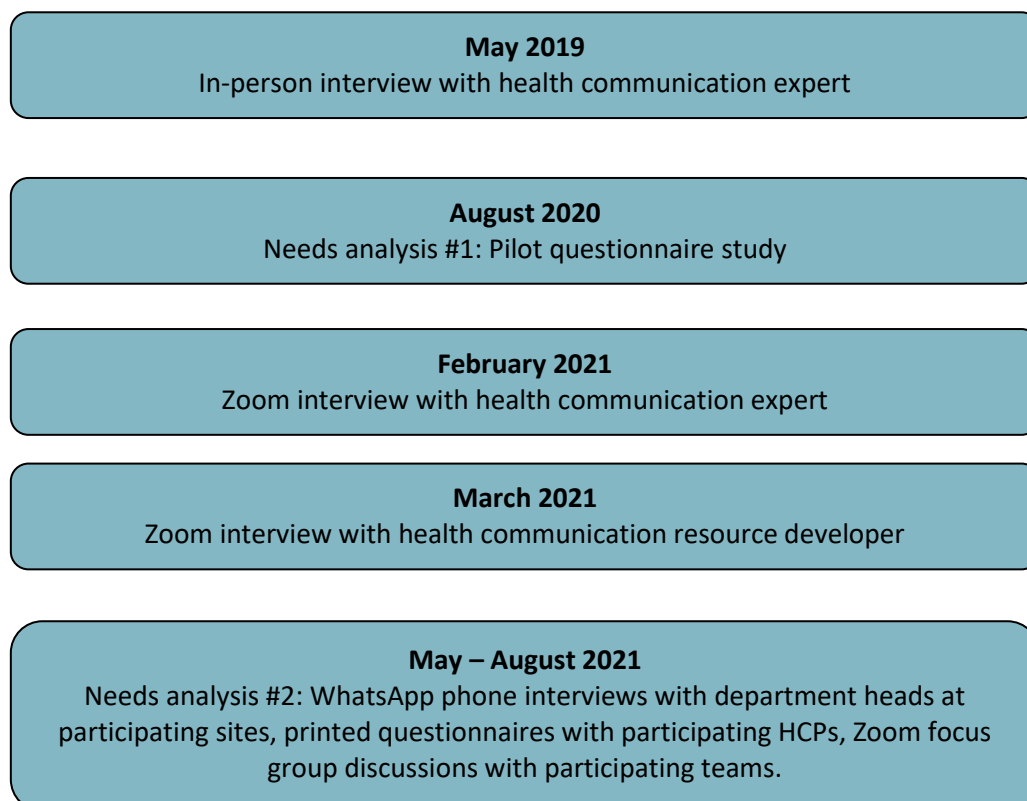 May 2019
In-person interview with health communication expert
August 2020
Needs analysis #1: Pilot questionnaire study
February 2021
Zoom interview with health communication expert
March 2021
Zoom interview with health communication resource developer
May – August 2021
Needs analysis #2: WhatsApp phone interviews with department heads at
participating sites, printed questionnaires with participating HCPs, Zoom focus
group discussions with participating teams.